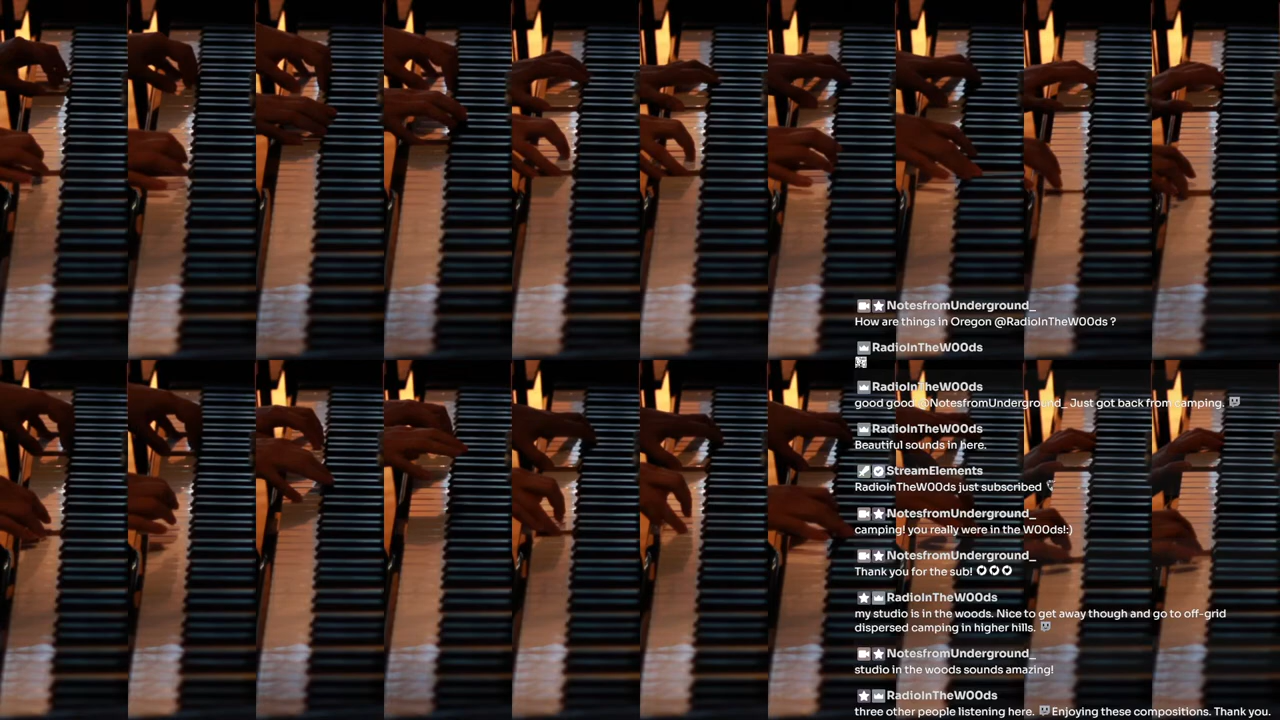 NotesfromUnderground_
How are things in Oregon @RadioInTheW00ds ?
RadioInTheW00ds
RadioInTheW00ds
good good @NotesfromUnderground_ Just got back from camping.
RadioInTheW00ds
Beautiful sounds in here.
StreamElements
RadioInTheW00ds just subscribed
NotesfromUnderground_
camping! you really were in the W00ds!:)
NotesfromUnderground_
Thank you for the sub!
RadioInTheW00ds
my studio is in the woods. Nice to get away though and go to off-grid
dispersed camping in higher hills.
NotesfromUnderground_
studio in the woods sounds amazing!
RadioInTheW00ds
three other people listening here. Enjoying these compositions. Thank you.